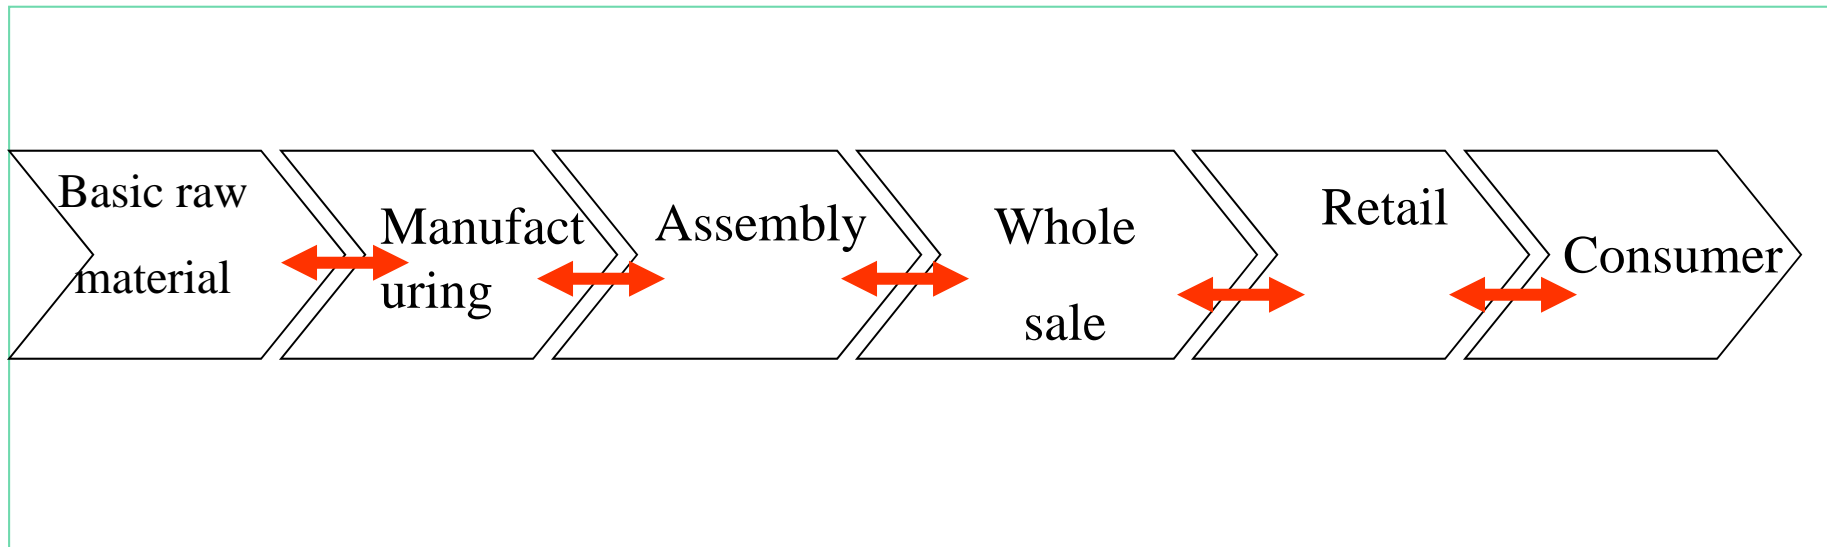 Basic raw
material
Manufact
uring
Assembly
Whole
sale
Retail
Consumer